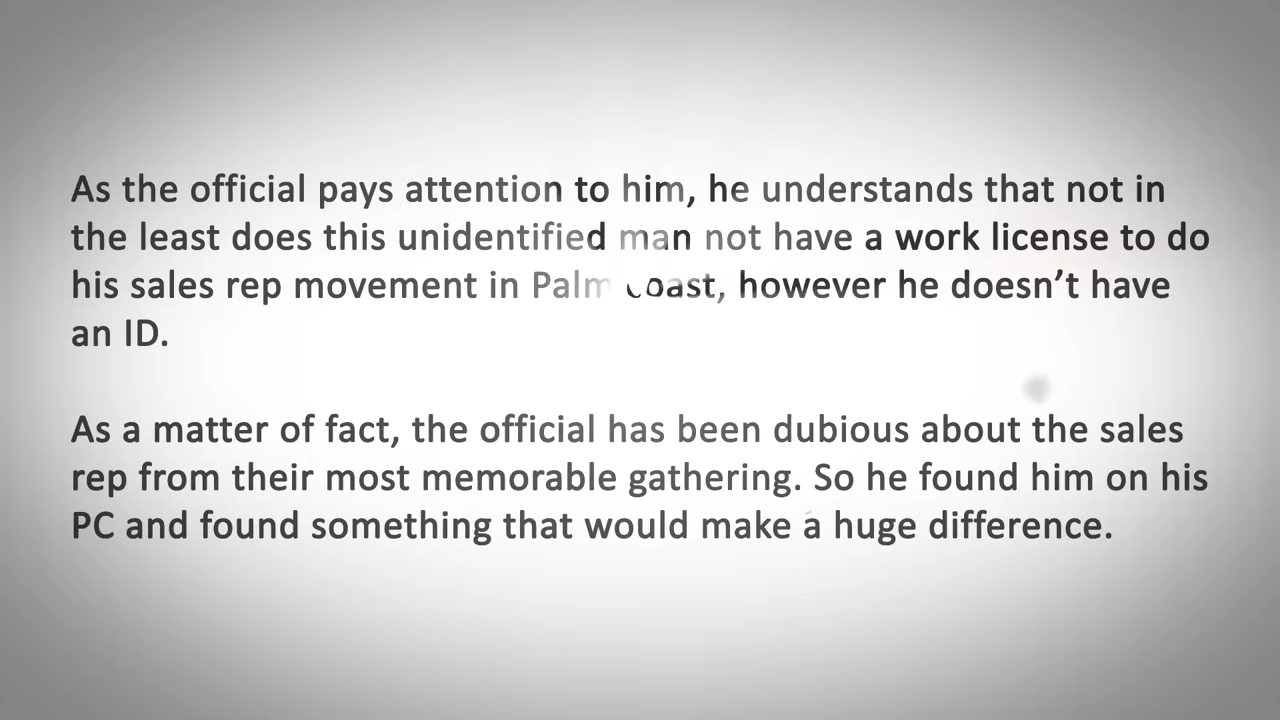 As the official pays attention to him, he understands that not in
the least does this unidentified man not have a work license to do
his sales rep movement in Palm Coast, however he doesn’t have
an ID.
As a matter of fact, the official has been dubious about the sales
rep from their most memorable gathering. So he found him on his
PC and found something that would make a huge difference.